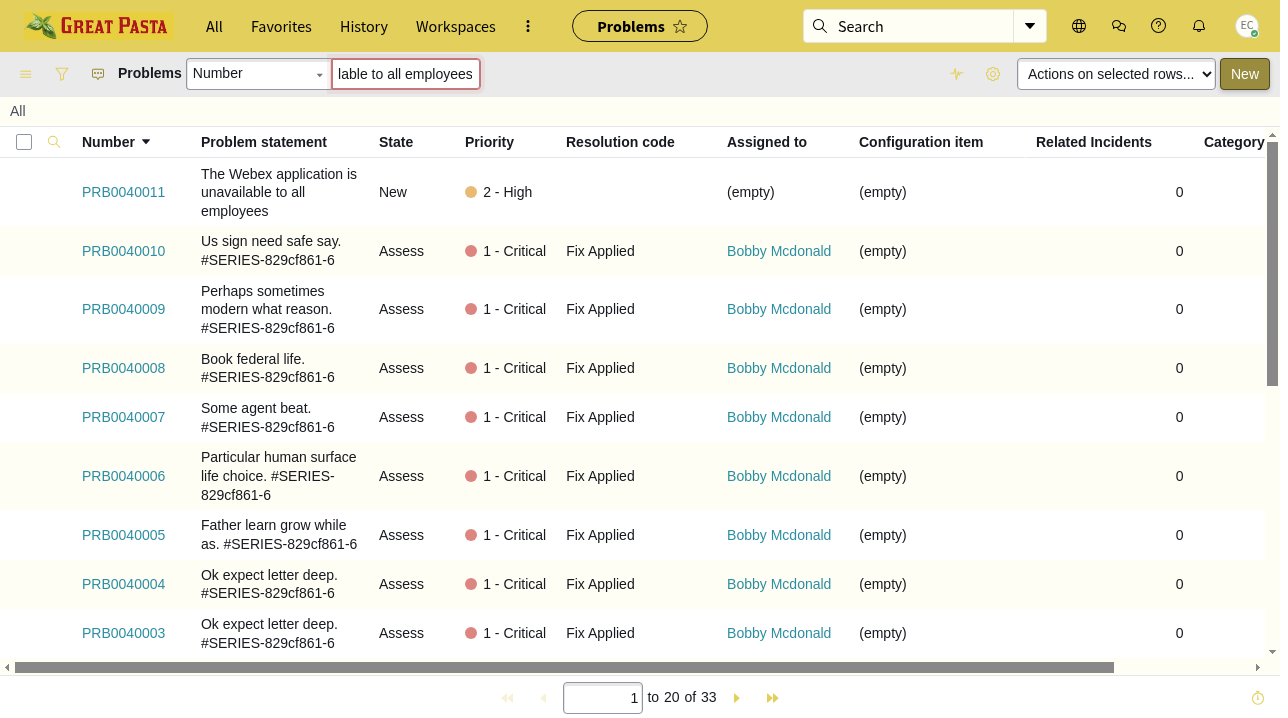 GREAT PASTA All Favorites History Workspaces Problems Search EC
Problems Number lable to all employees Actions on selected rows... New
All
Number Problem statement State Priority Resolution code Assigned to Configuration item Related Incidents Category
The Webex application is
PRB0040011 unavailable to all New 2 - High (empty) (empty) 0
employees
Us sign need safe say.
PRB0040010 Assess 1 - Critical Fix Applied Bobby Mcdonald (empty) 0
#SERIES-829cf861-6
Perhaps sometimes
PRB0040009 modern what reason. Assess 1 - Critical Fix Applied Bobby Mcdonald (empty) 0
#SERIES-829cf861-6
Book federal life.
PRB0040008 Assess 1 - Critical Fix Applied Bobby Mcdonald (empty) 0
#SERIES-829cf861-6
Some agent beat.
PRB0040007 Assess 1 - Critical Fix Applied Bobby Mcdonald (empty) 0
#SERIES-829cf861-6
Particular human surface
PRB0040006 life choice. #SERIES- Assess 1 - Critical Fix Applied Bobby Mcdonald (empty) 0
829cf861-6
Father learn grow while
PRB0040005 Assess 1 - Critical Fix Applied Bobby Mcdonald (empty) 0
as. #SERIES-829cf861-6
Ok expect letter deep.
PRB0040004 Assess 1 - Critical Fix Applied Bobby Mcdonald (empty) 0
#SERIES-829cf861-6
Ok expect letter deep.
PRB0040003 Assess 1 - Critical Fix Applied Bobby Mcdonald (empty) 0
#SERIES-829cf861-6
1 to 20 of 33